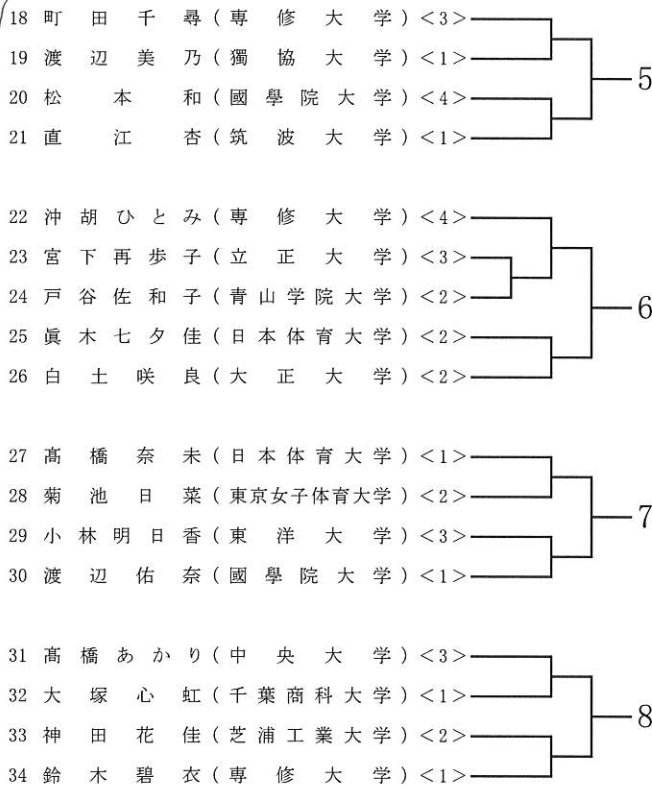 18 町田千尋(専修大学)<3>
19 渡辺美乃(獨協大学)<1>
5
20 松本和(國學院大学)<4>
21 直江杏(筑波大学)<1>
22 沖胡ひとみ(専修大学)<4>
23 宮下再歩子(立正大学)<3>
24 戸谷佐和子(青山学院大学)<2>
6
25 眞木七夕佳(日本体育大学)<2>
26 白土咲良(大正大学)<2>
27 髙橋奈未(日本体育大学)<1>
28 菊池日菜(東京女子体育大学)<2>
7
29 小林明日香(東洋大学)<3>
30 渡辺佑奈(國學院大学)<1>
31 髙橋あかり(中央大学)<3>
32 大塚心虹(千葉商科大学)<1>
8
33 神田花佳(芝浦工業大学)<2>
34 鈴木碧衣(専修大学)<1>